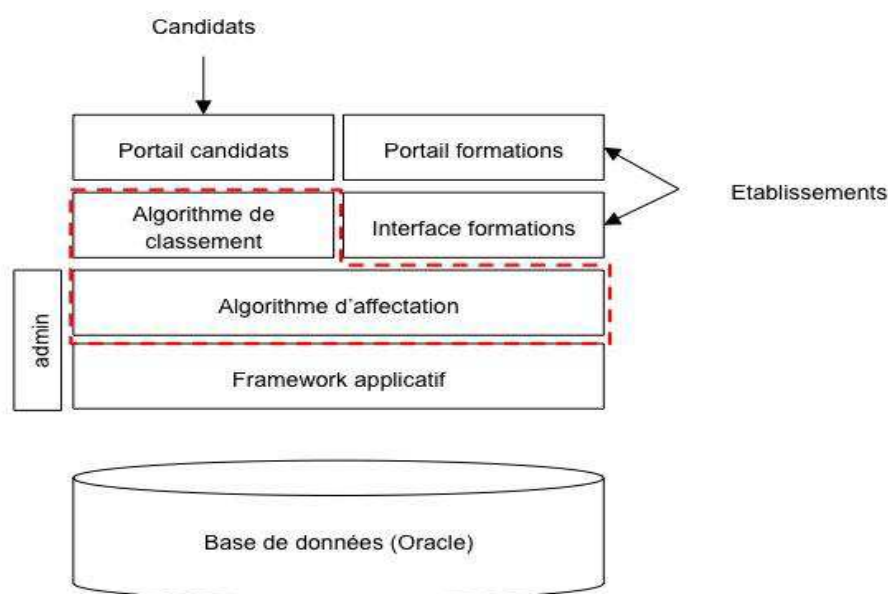 Candidats
Portail candidats
Portail formations
Etablissements
Algorithme de
classement
Interface formations
admin
Algorithme d'affectation
Framework applicatif
Base de données (Oracle)